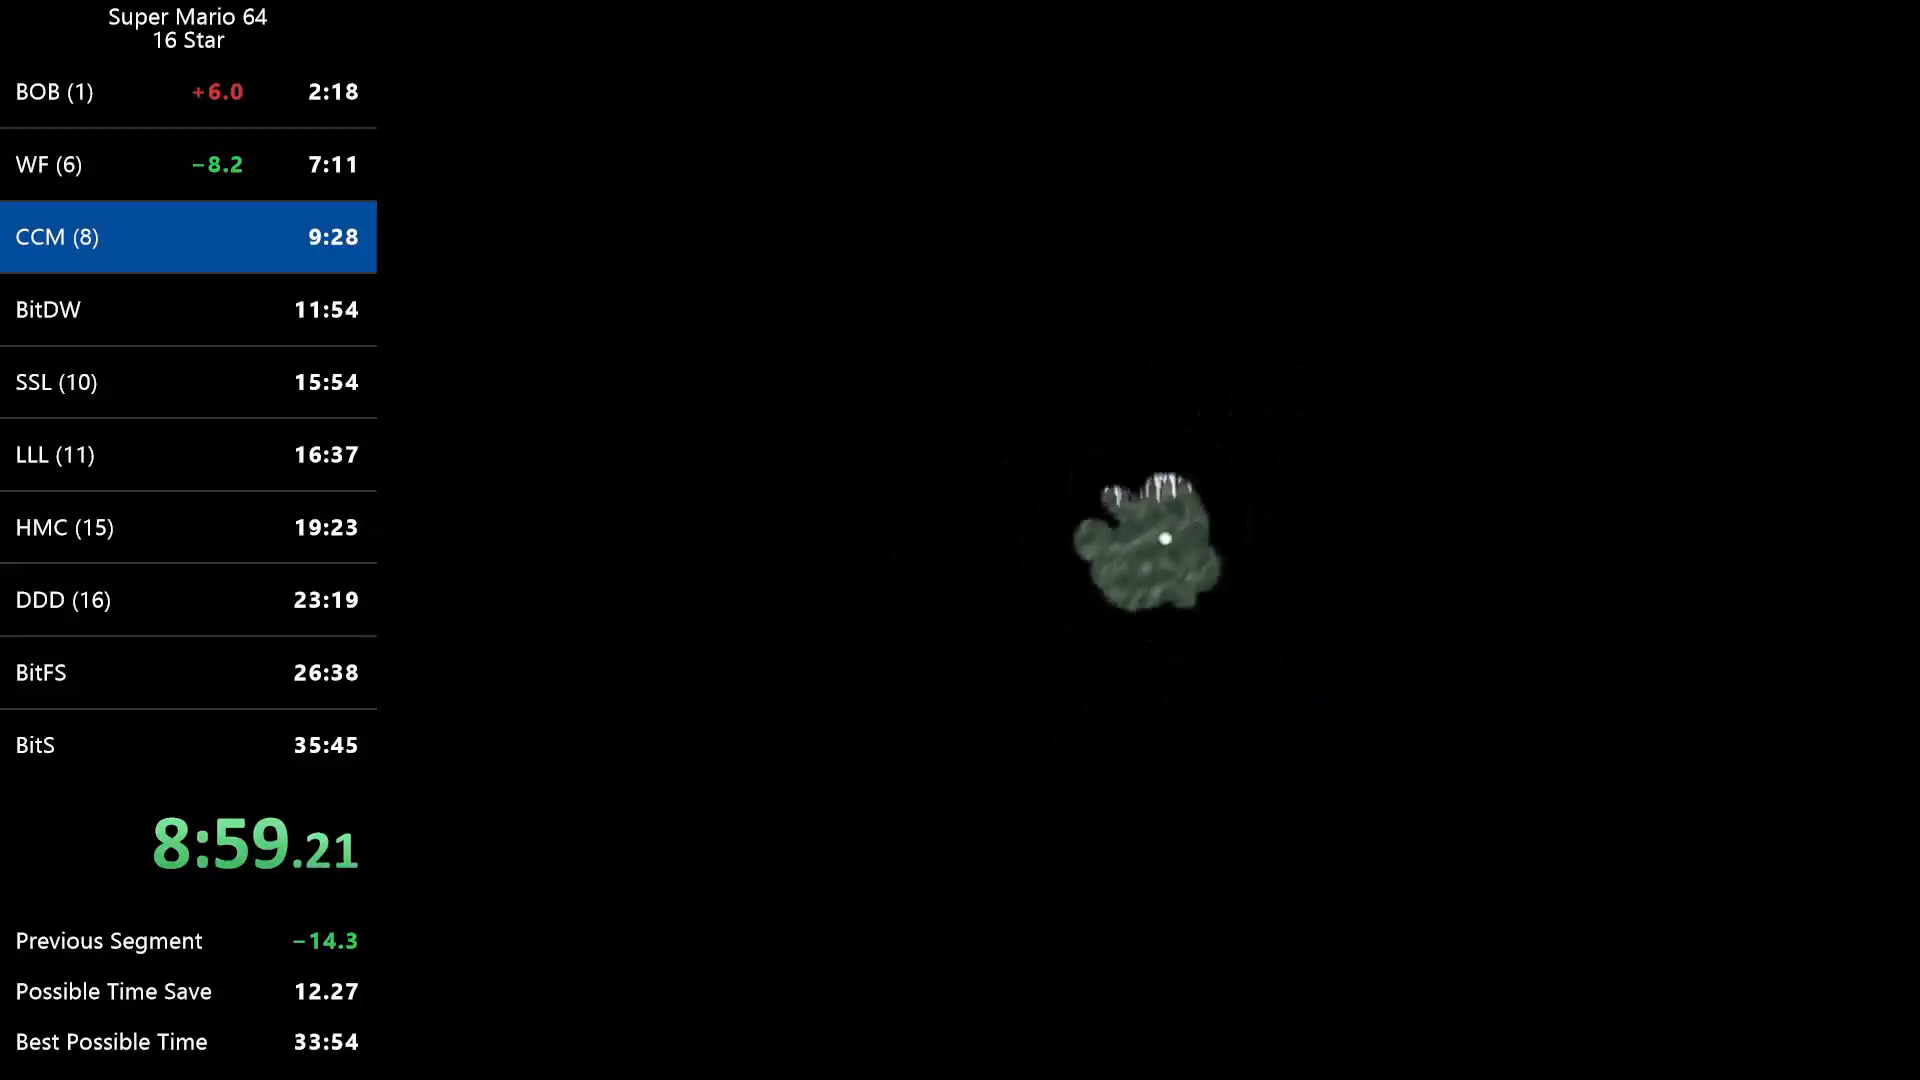 Super Mario 64
16 Star
BOB (1) +6.0 2:18
WF (6) −8.2 7:11
CCM (8) 9:28
BitDW 11:54
SSL (10) 15:54
LLL (11) 16:37
HMC (15) 19:23
DDD (16) 23:19
BitFS 26:38
BitS 35:45
8:59.21
Previous Segment −14.3
Possible Time Save 12.27
Best Possible Time 33:54